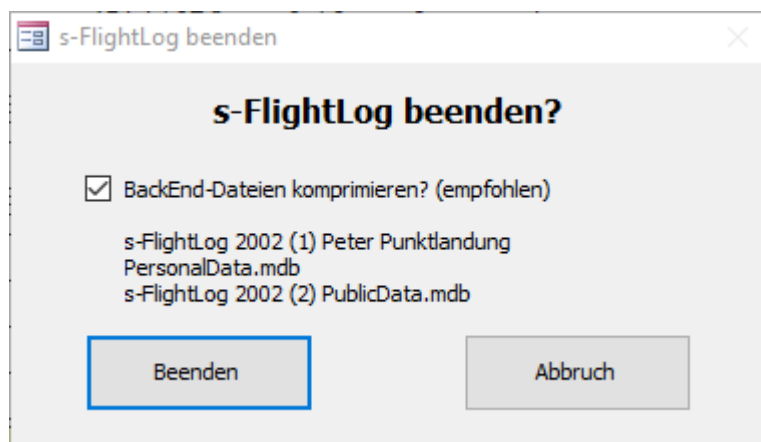 s-FlightLog beenden
s-FlightLog beenden?
BackEnd-Dateien komprimieren? (empfohlen)
s-FlightLog 2002 (1) Peter Punktlandung
PersonalData.mdb
s-FlightLog 2002 (2) PublicData.mdb
Beenden
Abbruch